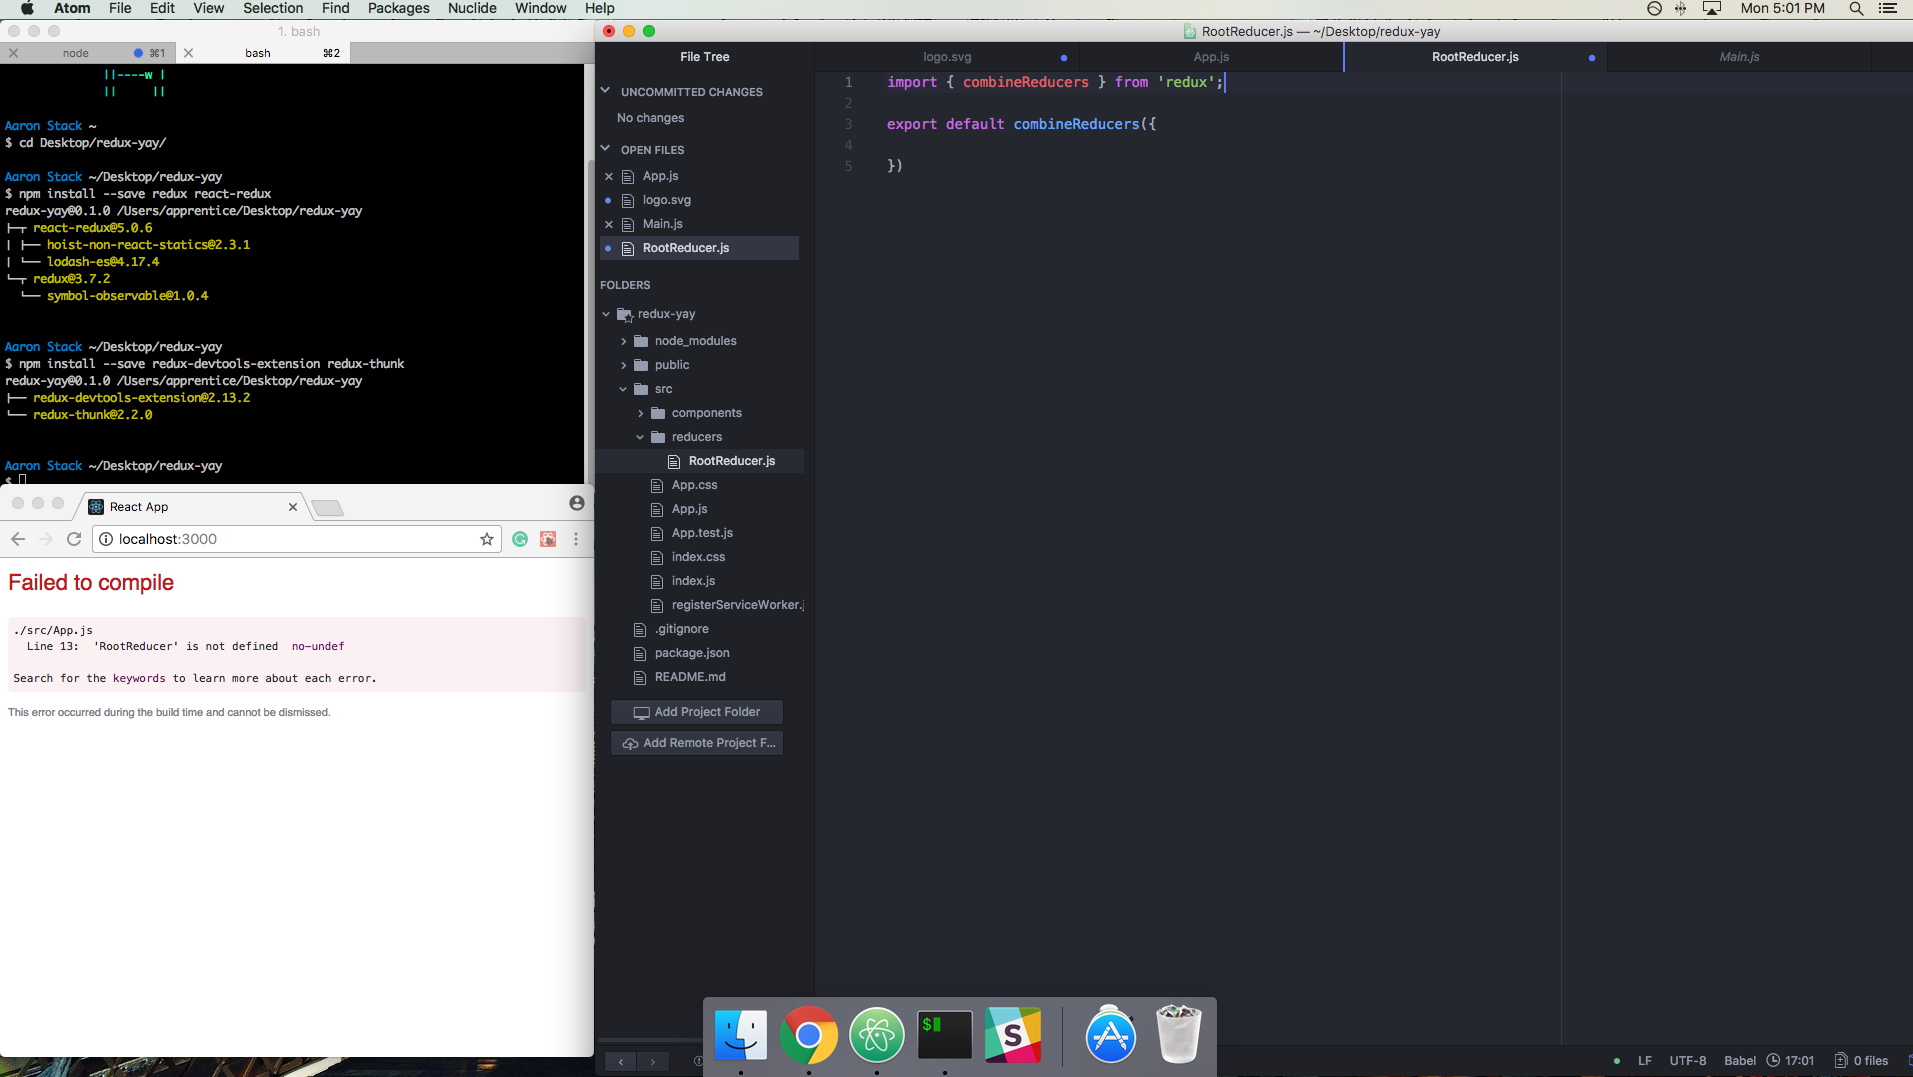 Atom File Edit View Selection Find Packages Nuclide Window Help Mon 5:01 PM
1. bash
node ⌘1 bash ⌘2
||----w |
||     ||
Aaron Stack ~
$ cd Desktop/redux-yay/
Aaron Stack ~/Desktop/redux-yay
$ npm install --save redux react-redux
redux-yay@0.1.0 /Users/apprentice/Desktop/redux-yay
├─┬ react-redux@5.0.6
| ├── hoist-non-react-statics@2.3.1
| └── lodash-es@4.17.4
└─┬ redux@3.7.2
  └── symbol-observable@1.0.4
Aaron Stack ~/Desktop/redux-yay
$ npm install --save redux-devtools-extension redux-thunk
redux-yay@0.1.0 /Users/apprentice/Desktop/redux-yay
├── redux-devtools-extension@2.13.2
└── redux-thunk@2.2.0
Aaron Stack ~/Desktop/redux-yay
$
React App
localhost:3000
Failed to compile
./src/App.js
Line 13: 'RootReducer' is not defined no-undef
Search for the keywords to learn more about each error.
This error occurred during the build time and cannot be dismissed.
RootReducer.js — ~/Desktop/redux-yay
File Tree
UNCOMMITTED CHANGES
No changes
OPEN FILES
App.js
logo.svg
Main.js
RootReducer.js
FOLDERS
redux-yay
node_modules
public
src
components
reducers
RootReducer.js
App.css
App.js
App.test.js
index.css
index.js
registerServiceWorker.j
.gitignore
package.json
README.md
Add Project Folder
Add Remote Project F...
logo.svg App.js RootReducer.js Main.js
1 import { combineReducers } from 'redux';
2
3 export default combineReducers({
4
5 })
$
S
LF UTF-8 Babel 17:01 0 files